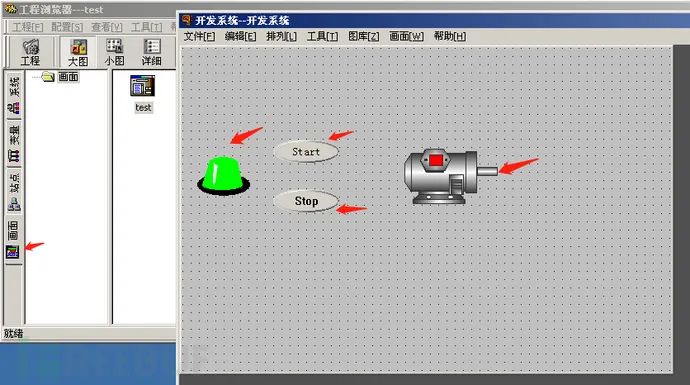 工程浏览器---test
工程[F] 配置[S] 查看[V] 工具[T]
工程 大图 小图 详细
系统
变量
站点
画面
画面
test
就绪
开发系统--开发系统
文件[F] 编辑[E] 排列[L] 工具[T] 图库[Z] 画面[W] 帮助[H]
Start
Stop